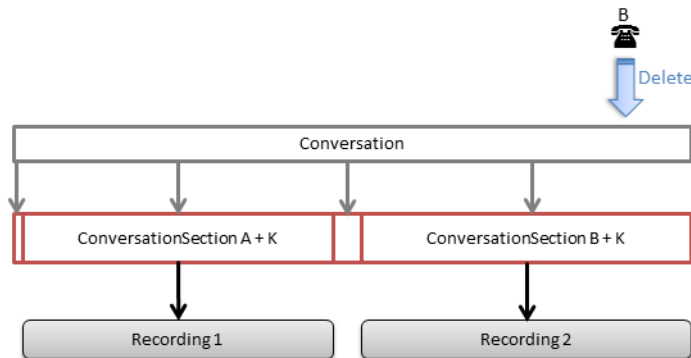 B
Delete
Conversation
ConversationSection A + K
ConversationSection B + K
Recording 1
Recording 2